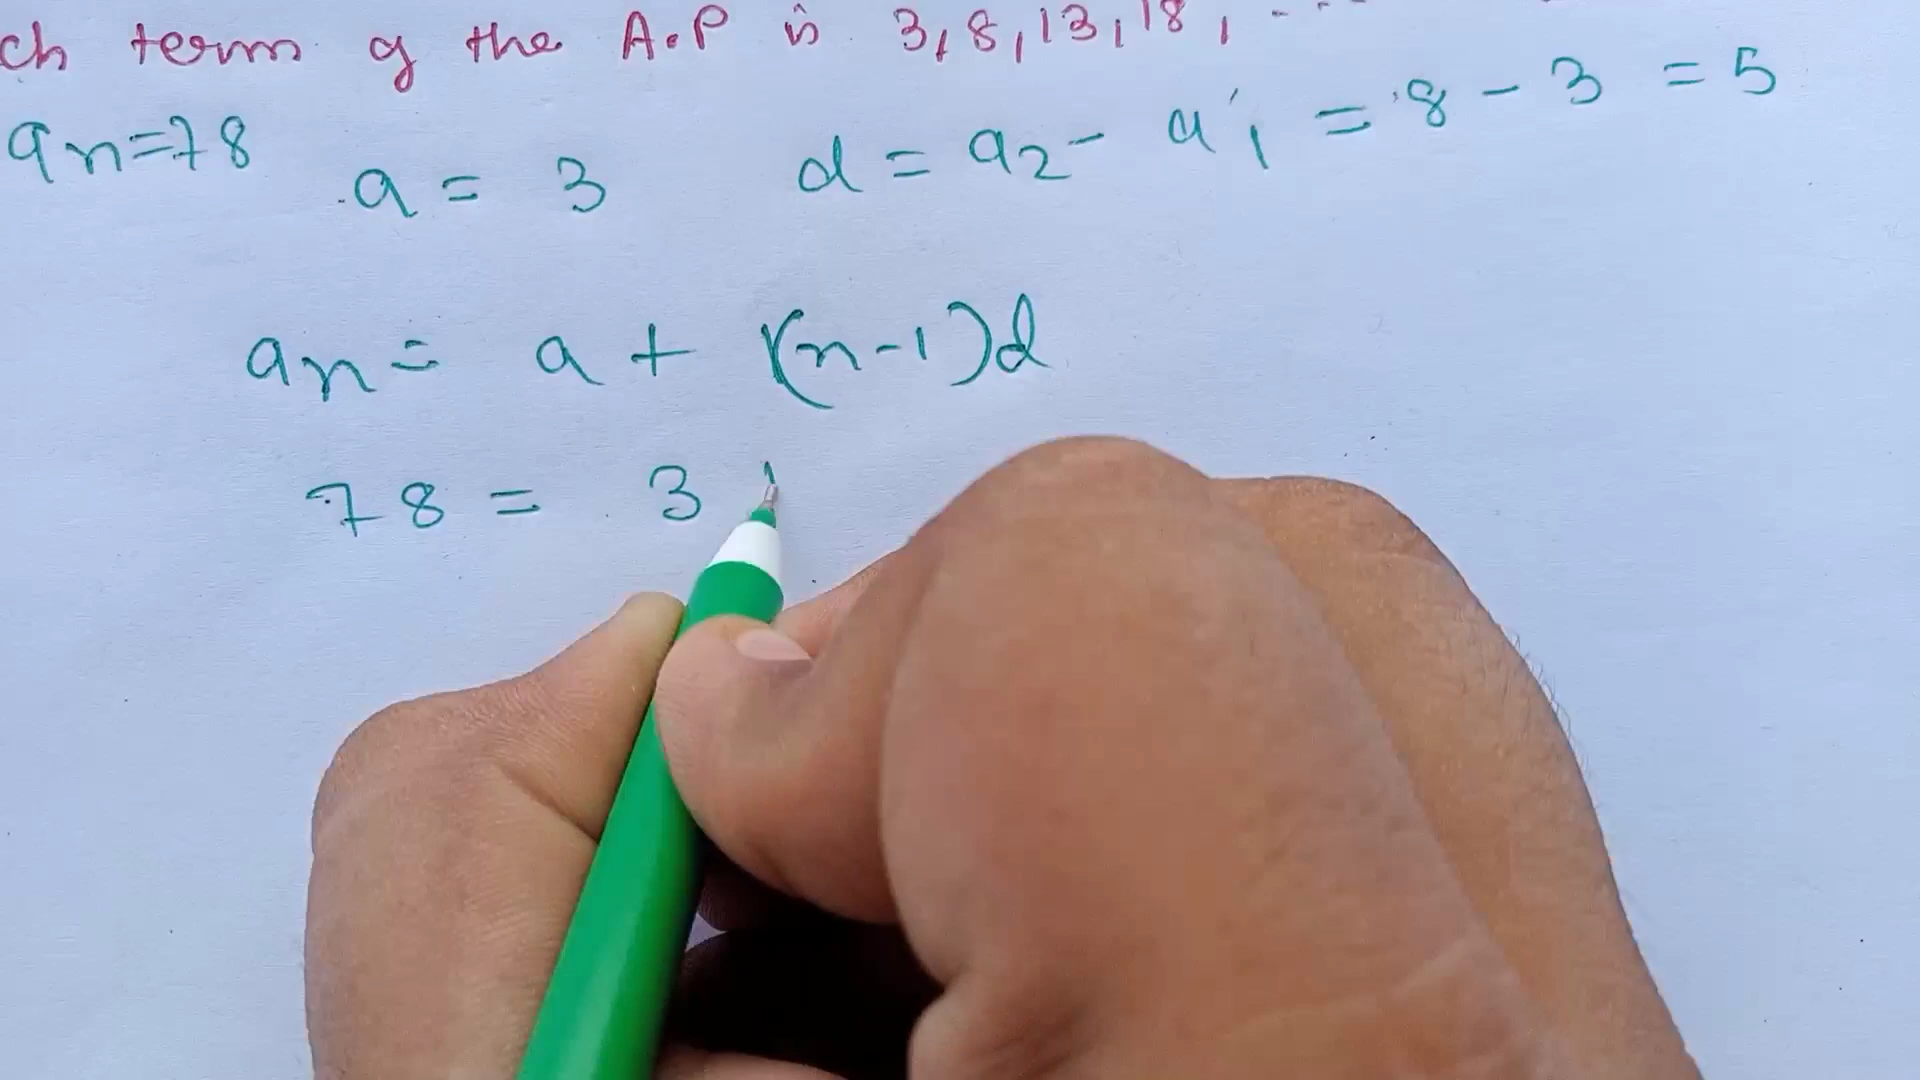 ch term of the A.P is 3, 8, 13, 18, ....
an=78 a = 3 d = a2 - a1 = 8 - 3 = 5
an = a + (n-1)d
78 = 3